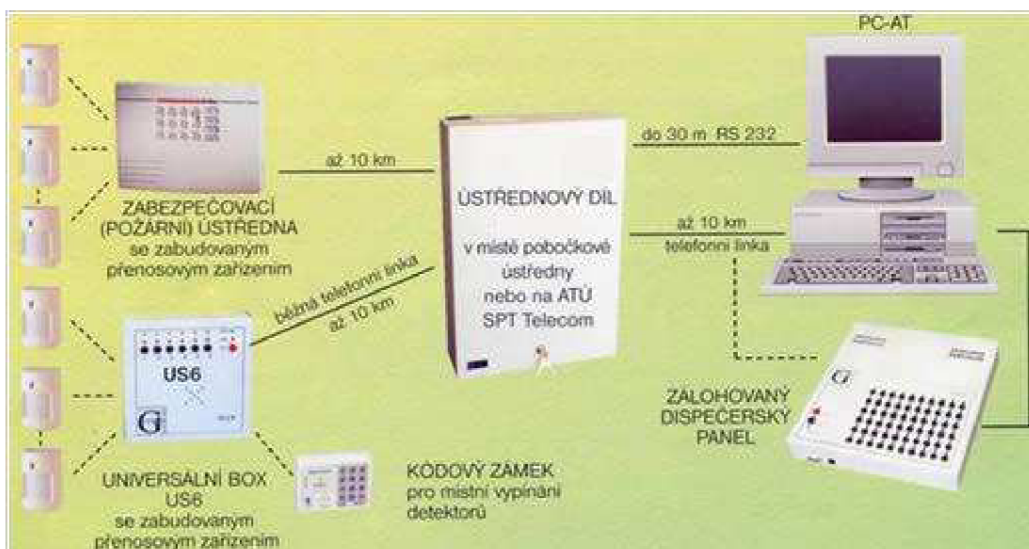 PC-AT
do 30 m RS 232
až 10 km
ÚSTŘEDNOVÝ DÍL
v místě pobočkové
ústředny
nebo na ATÚ
SPT Telecom
až 10 km
telefonní linka
ZABEZPEČOVACÍ
(POŽÁRNÍ) ÚSTŘEDNA
se zabudovaným
přenosovým zařízením
běžná telefonní linka
až 10 km
US6
G
UNIVERSÁLNÍ BOX
US6
se zabudovaným
přenosovým zařízením
KÓDOVÝ ZÁMEK
pro místní vypínání
detektorů
ZÁLOHOVANÝ
DISPEČERSKÝ
PANEL
G